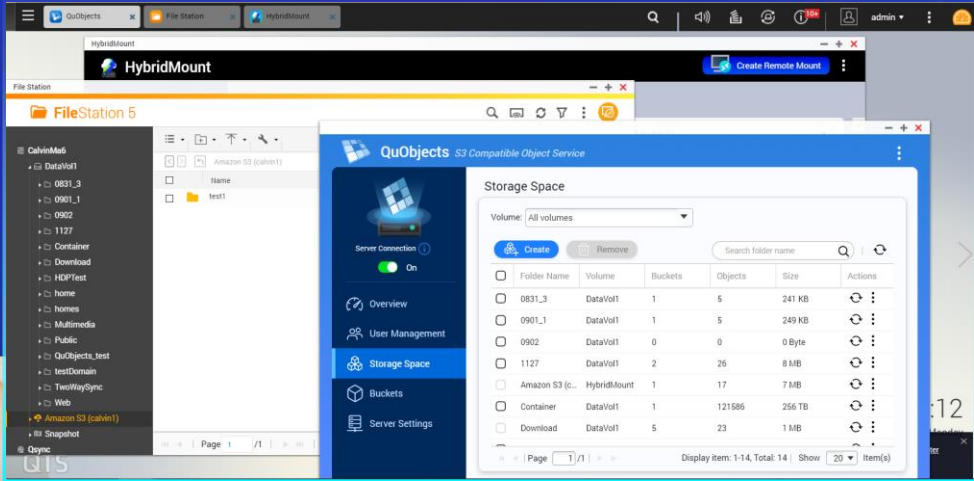 QuObjects x File Station x HybridMount x 10+ admin
HybridMount
HybridMount Create Remote Mount
File Station
FileStation 5
CalvinMa6
DataVol1
0831_3
0901_1
0902
1127
Container
Download
HDPTest
home
homes
Multimedia
Public
QuObjects_test
testDomain
TwoWaySync
Web
Amazon S3 (calvin1)
Snapshot
Qsync
QTS
Amazon S3 (calvin1)
Name
test1
Page 1 /1
QuObjects S3 Compatible Object Service
Server Connection
On
Overview
User Management
Storage Space
Buckets
Server Settings
Storage Space
Volume: All volumes
Create Remove Search folder name
Folder Name Volume Buckets Objects Size Actions
0831_3 DataVol1 1 5 241 KB
0901_1 DataVol1 1 5 249 KB
0902 DataVol1 0 0 0 Byte
1127 DataVol1 2 26 8 MB
Amazon S3 (c... HybridMount 1 17 7 MB
Container DataVol1 1 121586 256 TB
Download DataVol1 5 23 1 MB
Page 1 /1 Display item: 1-14, Total: 14 Show 20 Item(s)
:12